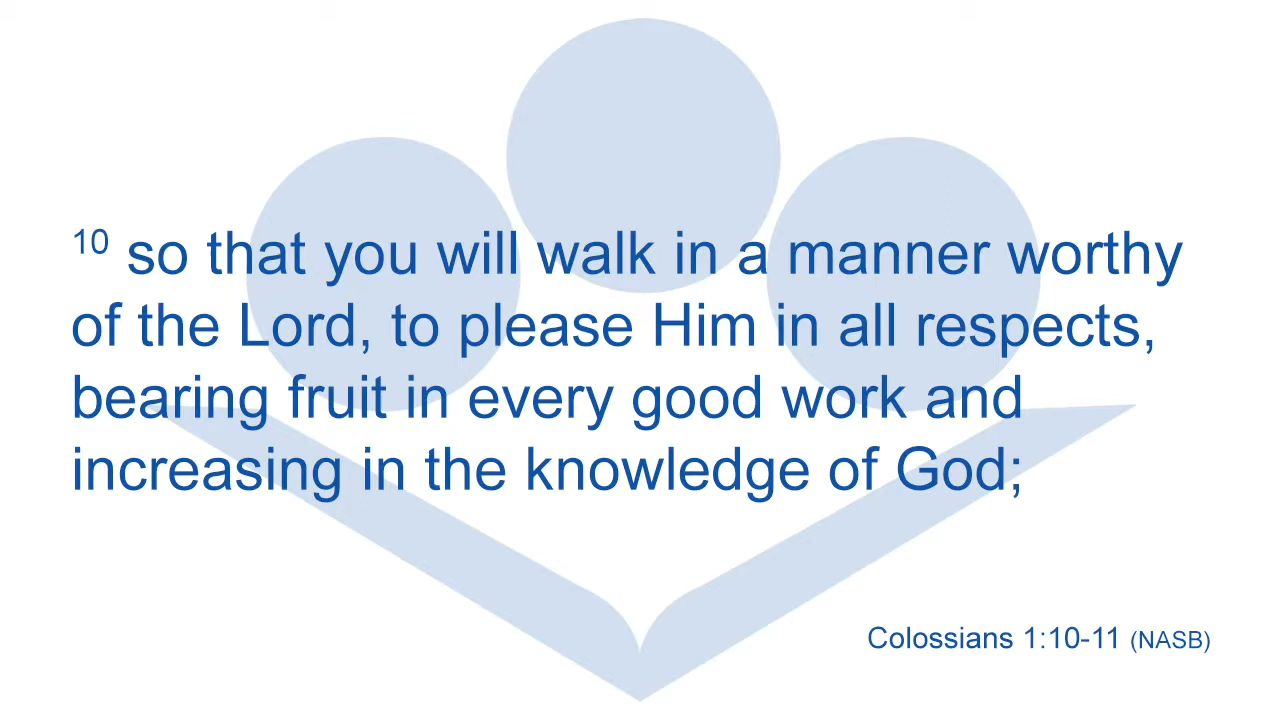 10 so that you will walk in a manner worthy
of the Lord, to please Him in all respects,
bearing fruit in every good work and
increasing in the knowledge of God;
Colossians 1:10-11 (NASB)